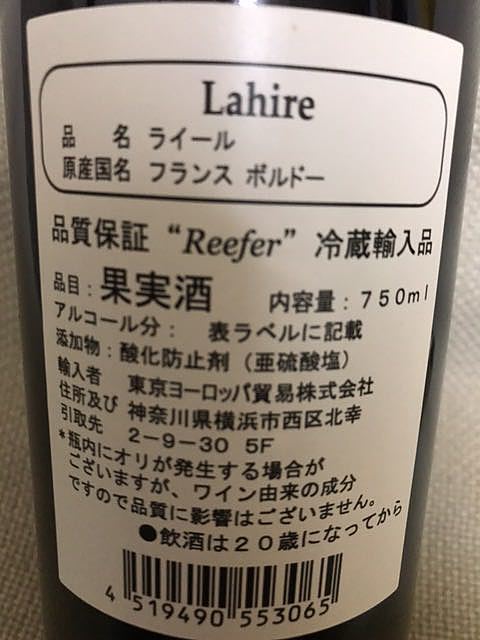 Lahire
品 名 ライール
原産国名 フランス ボルドー
品質保証 “Reefer” 冷蔵輸入品
品目：果実酒 内容量：750ml
アルコール分： 表ラベルに記載
添加物：酸化防止剤（亜硫酸塩）
輸入者 東京ヨーロッパ貿易株式会社
住所及び 神奈川県横浜市西区北幸
引取先 2－9－30 5F
*瓶内にオリが発生する場合が
ございますが、ワイン由来の成分
ですので品質に影響はございません。
●飲酒は20歳になってから
4 519490 553065